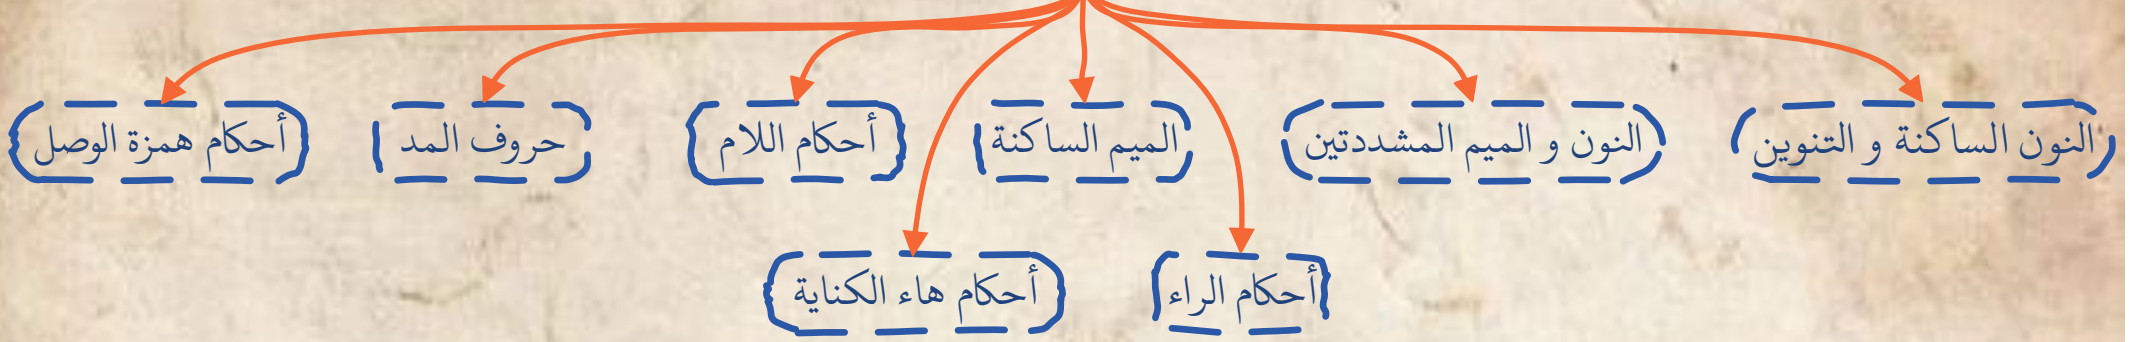 النون الساكنة و التنوين
النون و الميم المشددتين
الميم الساكنة
أحكام اللام
حروف المد
أحكام همزة الوصل
أحكام الراء
أحكام هاء الكناية